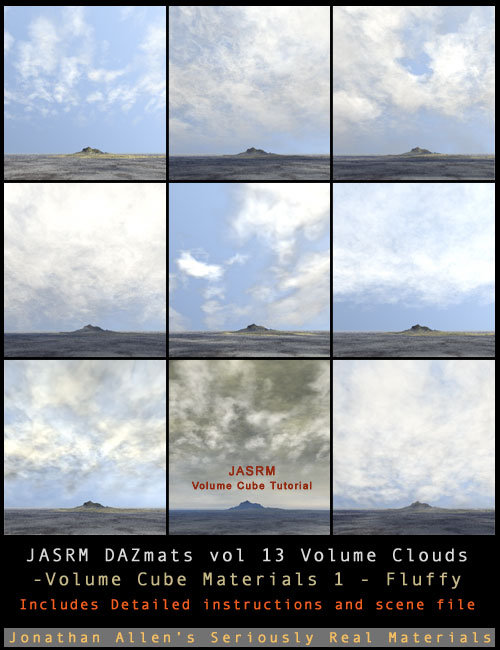 JASRM
Volume Cube Tutorial
JASRM DAZmats vol 13 Volume Clouds
-Volume Cube Materials 1 - Fluffy
Includes Detailed instructions and scene file
Jonathan Allen's Seriously Real Materials